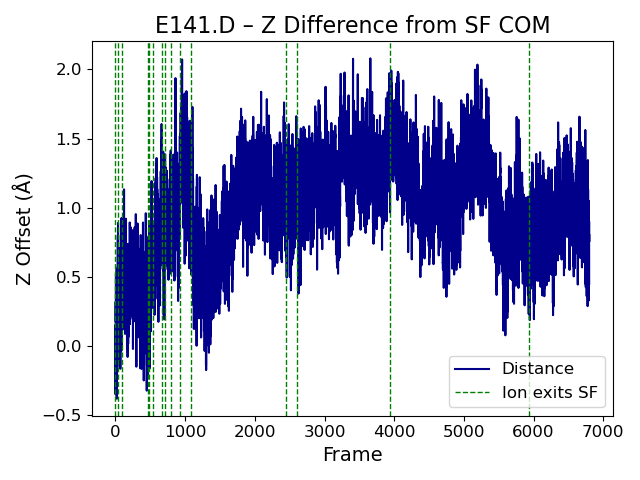 E141.D – Z Difference from SF COM
2.0
1.5
1.0
0.5
0.0
−0.5
Z Offset (Å)
Distance
Ion exits SF
0 1000 2000 3000 4000 5000 6000 7000
Frame